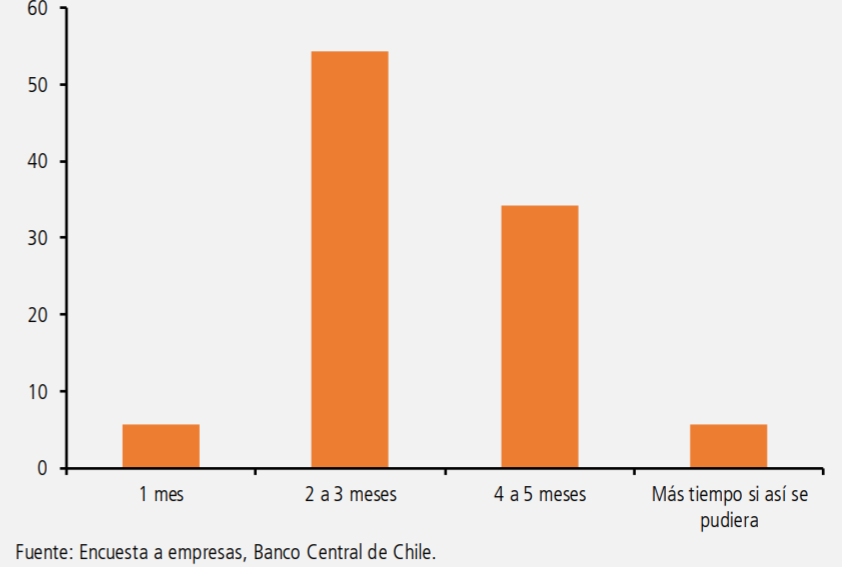 60
50
40
30
20
10
0
1 mes
2 a 3 meses
4 a 5 meses
Más tiempo si así se
pudiera
Fuente: Encuesta a empresas, Banco Central de Chile.